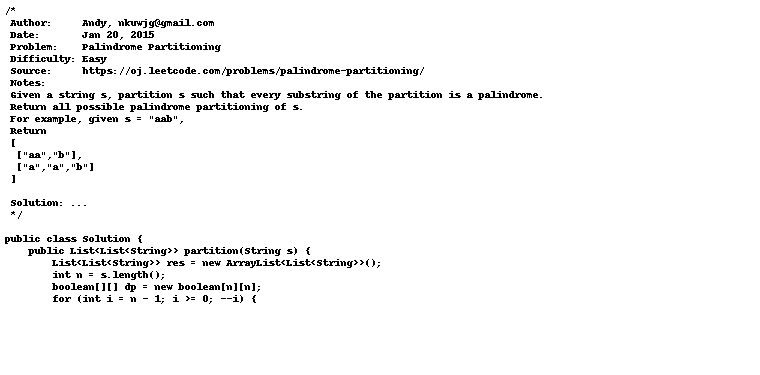 /*
 Author:     Andy, nkuwjg@gmail.com
 Date:       Jan 20, 2015
 Problem:    Palindrome Partitioning
 Difficulty: Easy
 Source:     https://oj.leetcode.com/problems/palindrome-partitioning/
 Notes:
 Given a string s, partition s such that every substring of the partition is a palindrome.
 Return all possible palindrome partitioning of s.
 For example, given s = "aab",
 Return
 [
  ["aa","b"],
  ["a","a","b"]
 ]

 Solution: ...
 */

public class Solution {
    public List<List<String>> partition(String s) {
        List<List<String>> res = new ArrayList<List<String>>();
        int n = s.length();
        boolean[][] dp = new boolean[n][n];
        for (int i = n - 1; i >= 0; --i) {